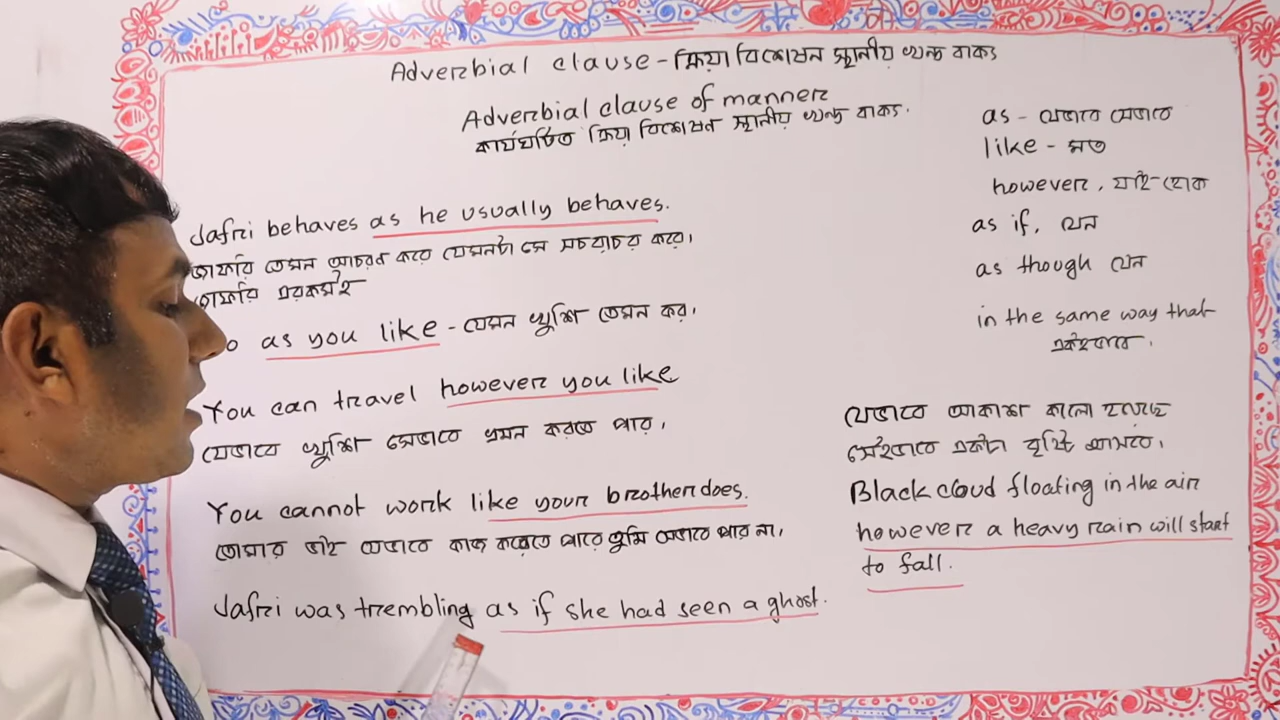 Adverbial clause - ক্রিয়া বিশেষন স্থানীয় খন্ড বাক্য
Adverbial clause of manner
কার্যঘটিত ক্রিয়া বিশেষন স্থানীয় খন্ড বাক্য.
Jafri behaves as he usually behaves.
জাফরি তেমন আচরন করে যেমনটা সে সচরাচর করে।
জাফরি এরকমই
as you like - যেমন খুশি তেমন কর।
You can travel however you like
যেভাবে খুশি সেভাবে ভ্রমন করতে পার।
You cannot work like your brother does.
তোমার ভাই যেভাবে কাজ করতে পারে তুমি সেভাবে পার না।
Jafri was trembling as if she had seen a ghost.
as - যেভাবে সেভাবে
like - মত
however, যাই হোক
as if, যেন
as though যেন
in the same way that
একইভাবে.
যেভাবে আকাশ কালো হয়েছে
সেইভাবে একটা বৃষ্টি আসবে।
Black cloud floating in the air
however a heavy rain will start
to fall.